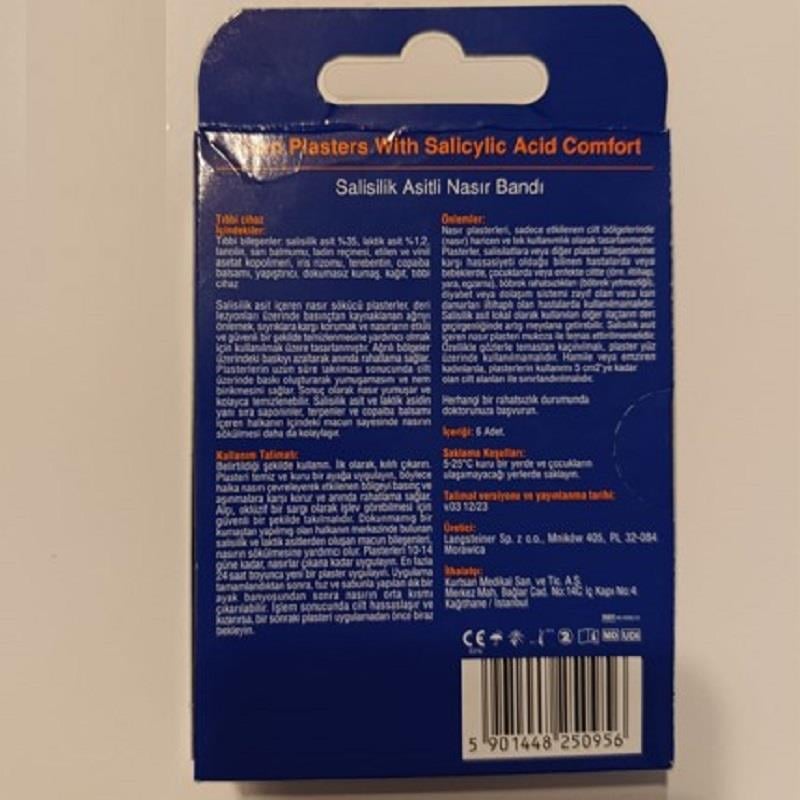 Plasters With Salicylic Acid Comfort
Salisilik Asitli Nasır Bandı
Tıbbi cihaz
İçindekiler:
Tıbbi bileşenler: salisilik asit %35, laktik asit %1,2,
lanolin, sarı balmumu, ladin reçinesi, etilen ve vinil
asetat kopolimeri, iris rizomu, terebentin, copaiba
balsamı, yapıştırıcı, dokumasız kumaş, kağıt, tıbbi
cihaz
Salisilik asit içeren nasır sökücü plasterler, deri
lezyonları üzerinde basınçtan kaynaklanan ağrıyı
önlemek, sıyrıklara karşı korumak ve nasırların etkili
ve güvenli bir şekilde temizlenmesine yardımcı olmak
için kullanılmak üzere tasarlanmıştır. Ağrılı bölgeler
üzerindeki baskıyı azaltarak anında rahatlama sağlar.
Plasterlerin uzun süre takılması sonucunda cilt
üzerinde baskı oluşturarak yumuşamasını ve nem
birikmesini sağlar. Sonuç olarak nasır yumuşar ve
kolayca temizlenebilir. Salisilik asit ve laktik asidin
yanı sıra saponinler, terpenler ve copaiba balsamı
içeren halkanın içindeki macun sayesinde nasırın
sökülmesi daha da kolaylaşır.
Kullanım Talimatı:
Belirtildiği şekilde kullanın. İlk olarak, kılıfı çıkarın.
Plasteri temiz ve kuru bir ayağa uygulayın, böylece
halka nasırı çevreleyerek etkilenen bölgeyi basınç ve
aşınmalara karşı korur ve anında rahatlama sağlar.
Alçı, oklüzif bir sargı olarak işlev görebilmesi için
güvenli bir şekilde takılmalıdır. Dokunmamış bir
kumaştan yapılmış olan halkanın merkezinde bulunan
salisilik ve laktik asitlerden oluşan macun bileşenleri,
nasırın sökülmesine yardımcı olur. Plasterleri 10-14
güne kadar, nasırlar çıkana kadar uygulayın. En fazla
24 saat boyunca yeni bir plaster uygulayın. Uygulama
tamamlandıktan sonra, tuz ve sabunla yapılan ılık bir
ayak banyosundan sonra nasırın orta kısmı
çıkarılabilir. İşlem sonucunda cilt hassaslaşır ve
kızarırsa, bir sonraki plasteri uygulamadan önce biraz
bekleyin.
Önlemler:
Nasır plasterleri, sadece etkilenen cilt bölgelerinde
(nasır) haricen ve tek kullanımlık olarak tasarlanmıştır.
Plasterler, salisilatlara veya diğer plaster bileşenlerine
karşı hassasiyeti olduğu bilinen hastalarda veya
bebeklerde, çocuklarda veya enfekte ciltte (örn. iltihap,
yara, egzama), böbrek rahatsızlıkları (böbrek yetmezliği),
diyabet veya dolaşım sistemi zayıf olan veya kan
damarları iltihaplı olan hastalarda kullanılmamalıdır.
Salisilik asit lokal olarak kullanılan diğer ilaçların deri
geçirgenliğinde artış meydana getirebilir. Salisilik asit
içeren nasır plasteri mukoza ile temas ettirilmemelidir.
Özellikle gözlerle temastan kaçınılmalı, plaster yüz
üzerinde kullanılmamalıdır. Hamile veya emziren
kadınlarda, plasterlerin kullanımı 5 cm2'ye kadar
olan cilt alanları ile sınırlandırılmalıdır.
Herhangi bir rahatsızlık durumunda
doktorunuza başvurun.
İçeriği: 6 Adet.
Saklama Koşulları:
5-25°C kuru bir yerde ve çocukların
ulaşamayacağı yerlerde saklayın.
Talimat versiyonu ve yayınlanma tarihi:
v.03 12/23
Üretici:
Langsteiner Sp. z o.o., Mników 405, PL 32-084
Morawica
İthalatçı:
Kurtsan Medikal San. ve Tic. A.Ş.
Merkez Mah. Bağlar Cad. No:14C İç Kapı No:4
Kağıthane / İstanbul
CE 2 MD UDI
5 901448 250956